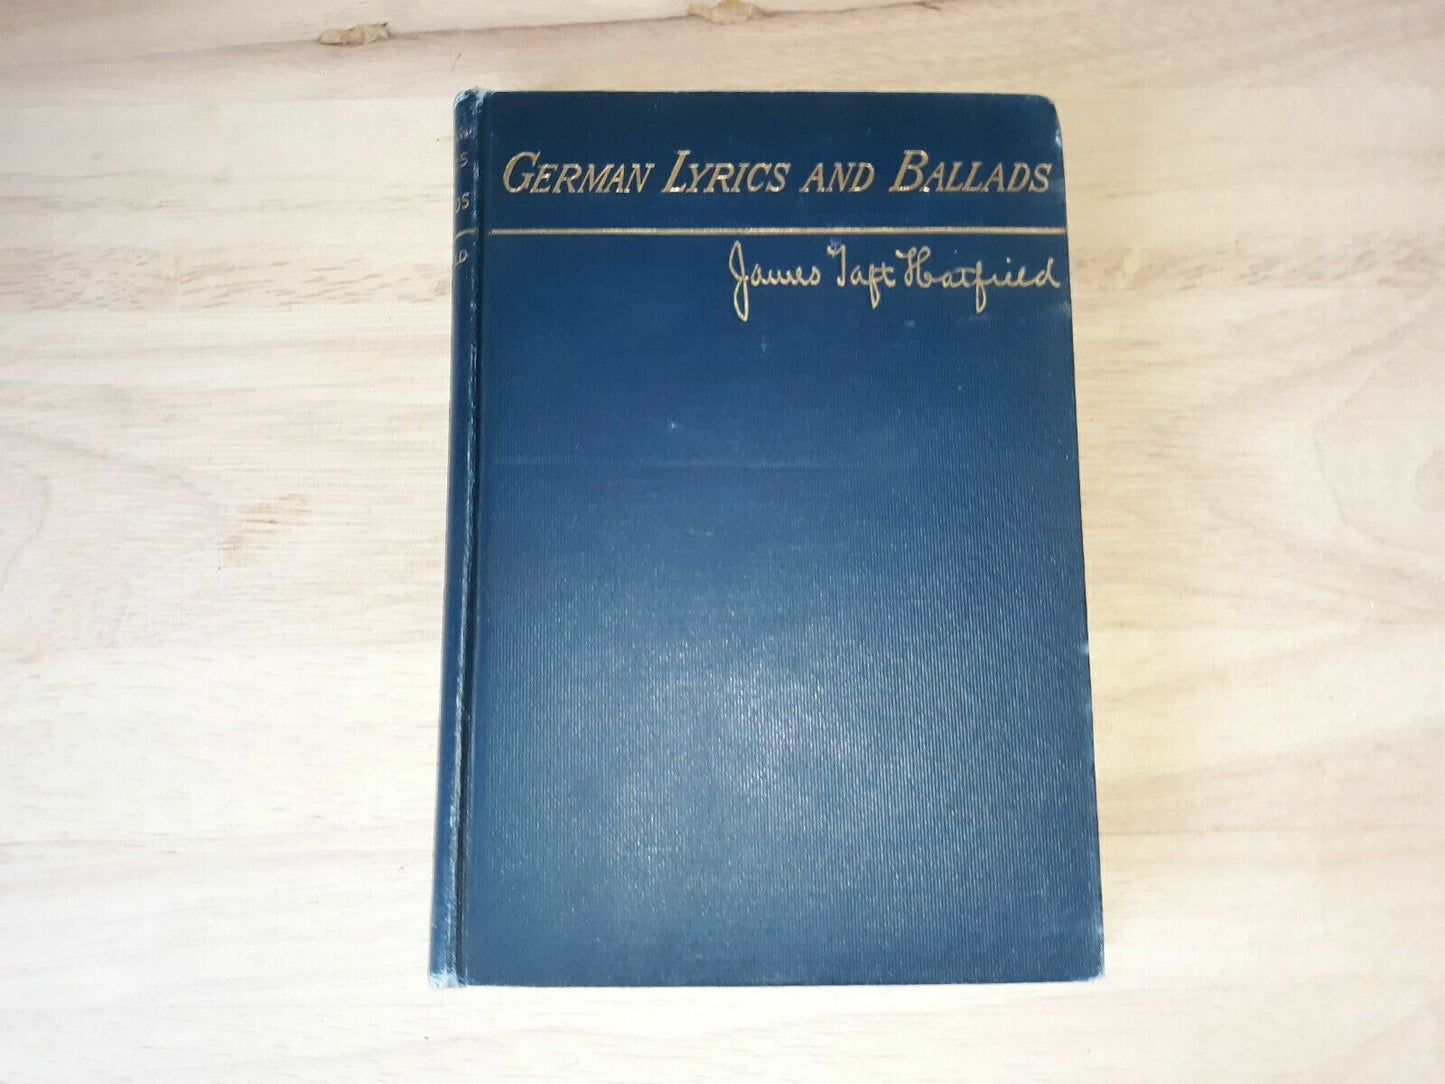 German Lyrics and Ballads
James Taft Hatfield